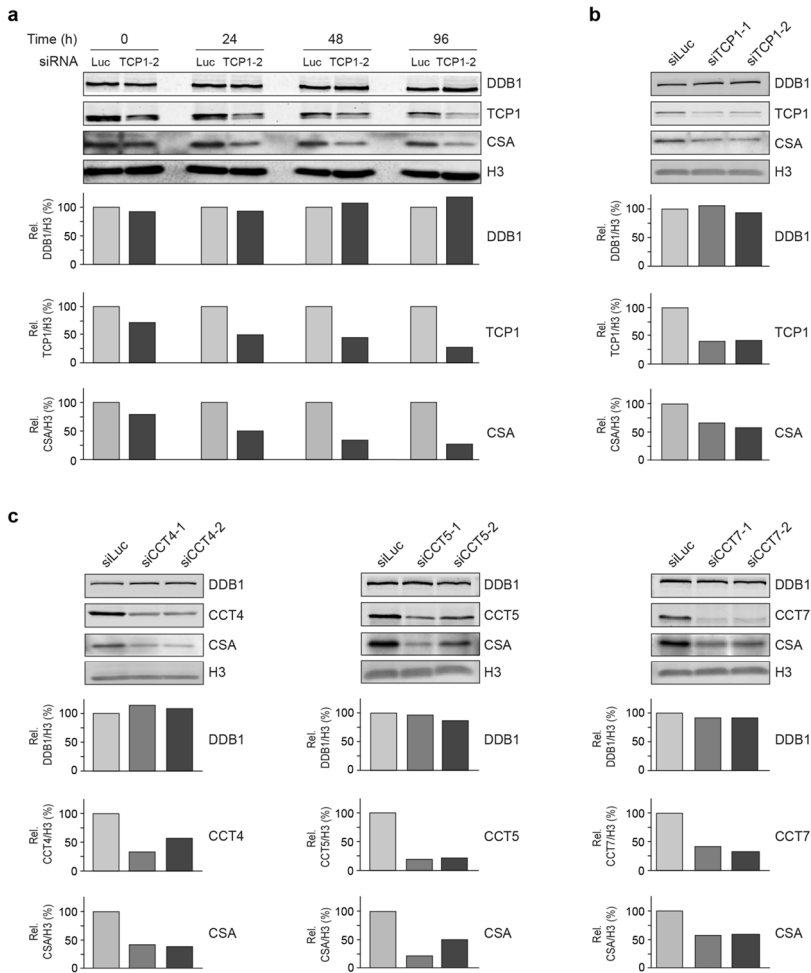 a
Time (h) 0 24 48 96
siRNA Luc TCP1-2 Luc TCP1-2 Luc TCP1-2 Luc TCP1-2
DDB1
TCP1
CSA
H3
Rel. DDB1/H3 (%)
100
50
0
DDB1
Rel. TCP1/H3 (%)
100
50
0
TCP1
Rel. CSA/H3 (%)
100
50
0
CSA
b
siLuc siTCP1-1 siTCP1-2
DDB1
TCP1
CSA
H3
Rel. DDB1/H3 (%)
100
50
0
DDB1
Rel. TCP1/H3 (%)
100
50
0
TCP1
Rel. CSA/H3 (%)
100
50
0
CSA
c
siLuc siCCT4-1 siCCT4-2
DDB1
CCT4
CSA
H3
Rel. DDB1/H3 (%)
100
50
0
DDB1
Rel. CCT4/H3 (%)
100
50
0
CCT4
Rel. CSA/H3 (%)
100
50
0
CSA
siLuc siCCT5-1 siCCT5-2
DDB1
CCT5
CSA
H3
Rel. DDB1/H3 (%)
100
50
0
DDB1
Rel. CCT5/H3 (%)
100
50
0
CCT5
Rel. CSA/H3 (%)
100
50
0
CSA
siLuc siCCT7-1 siCCT7-2
DDB1
CCT7
CSA
H3
Rel. DDB1/H3 (%)
100
50
0
DDB1
Rel. CCT7/H3 (%)
100
50
0
CCT7
Rel. CSA/H3 (%)
100
50
0
CSA